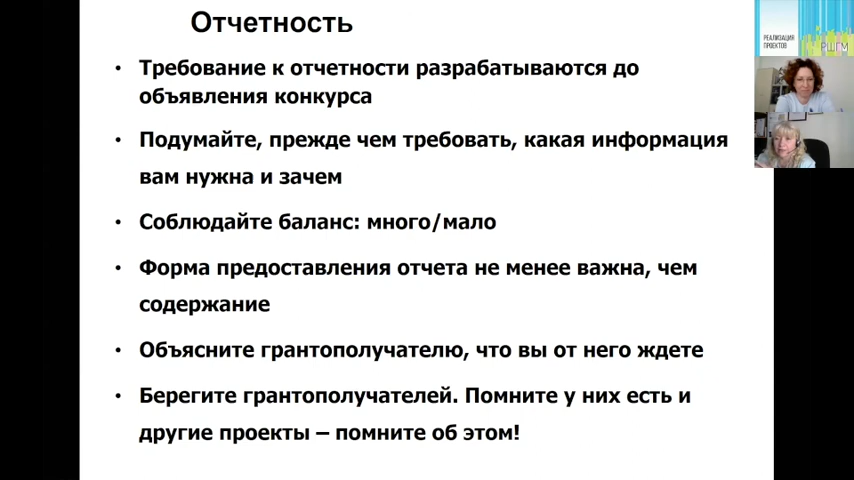 Отчетность
• Требование к отчетности разрабатываются до
объявления конкурса
• Подумайте, прежде чем требовать, какая информация
вам нужна и зачем
• Соблюдайте баланс: много/мало
• Форма предоставления отчета не менее важна, чем
содержание
• Объясните грантополучателю, что вы от него ждете
• Берегите грантополучателей. Помните у них есть и
другие проекты – помните об этом!
РЕАЛИЗАЦИЯ
ПРОЕКТОВ
РШГМ